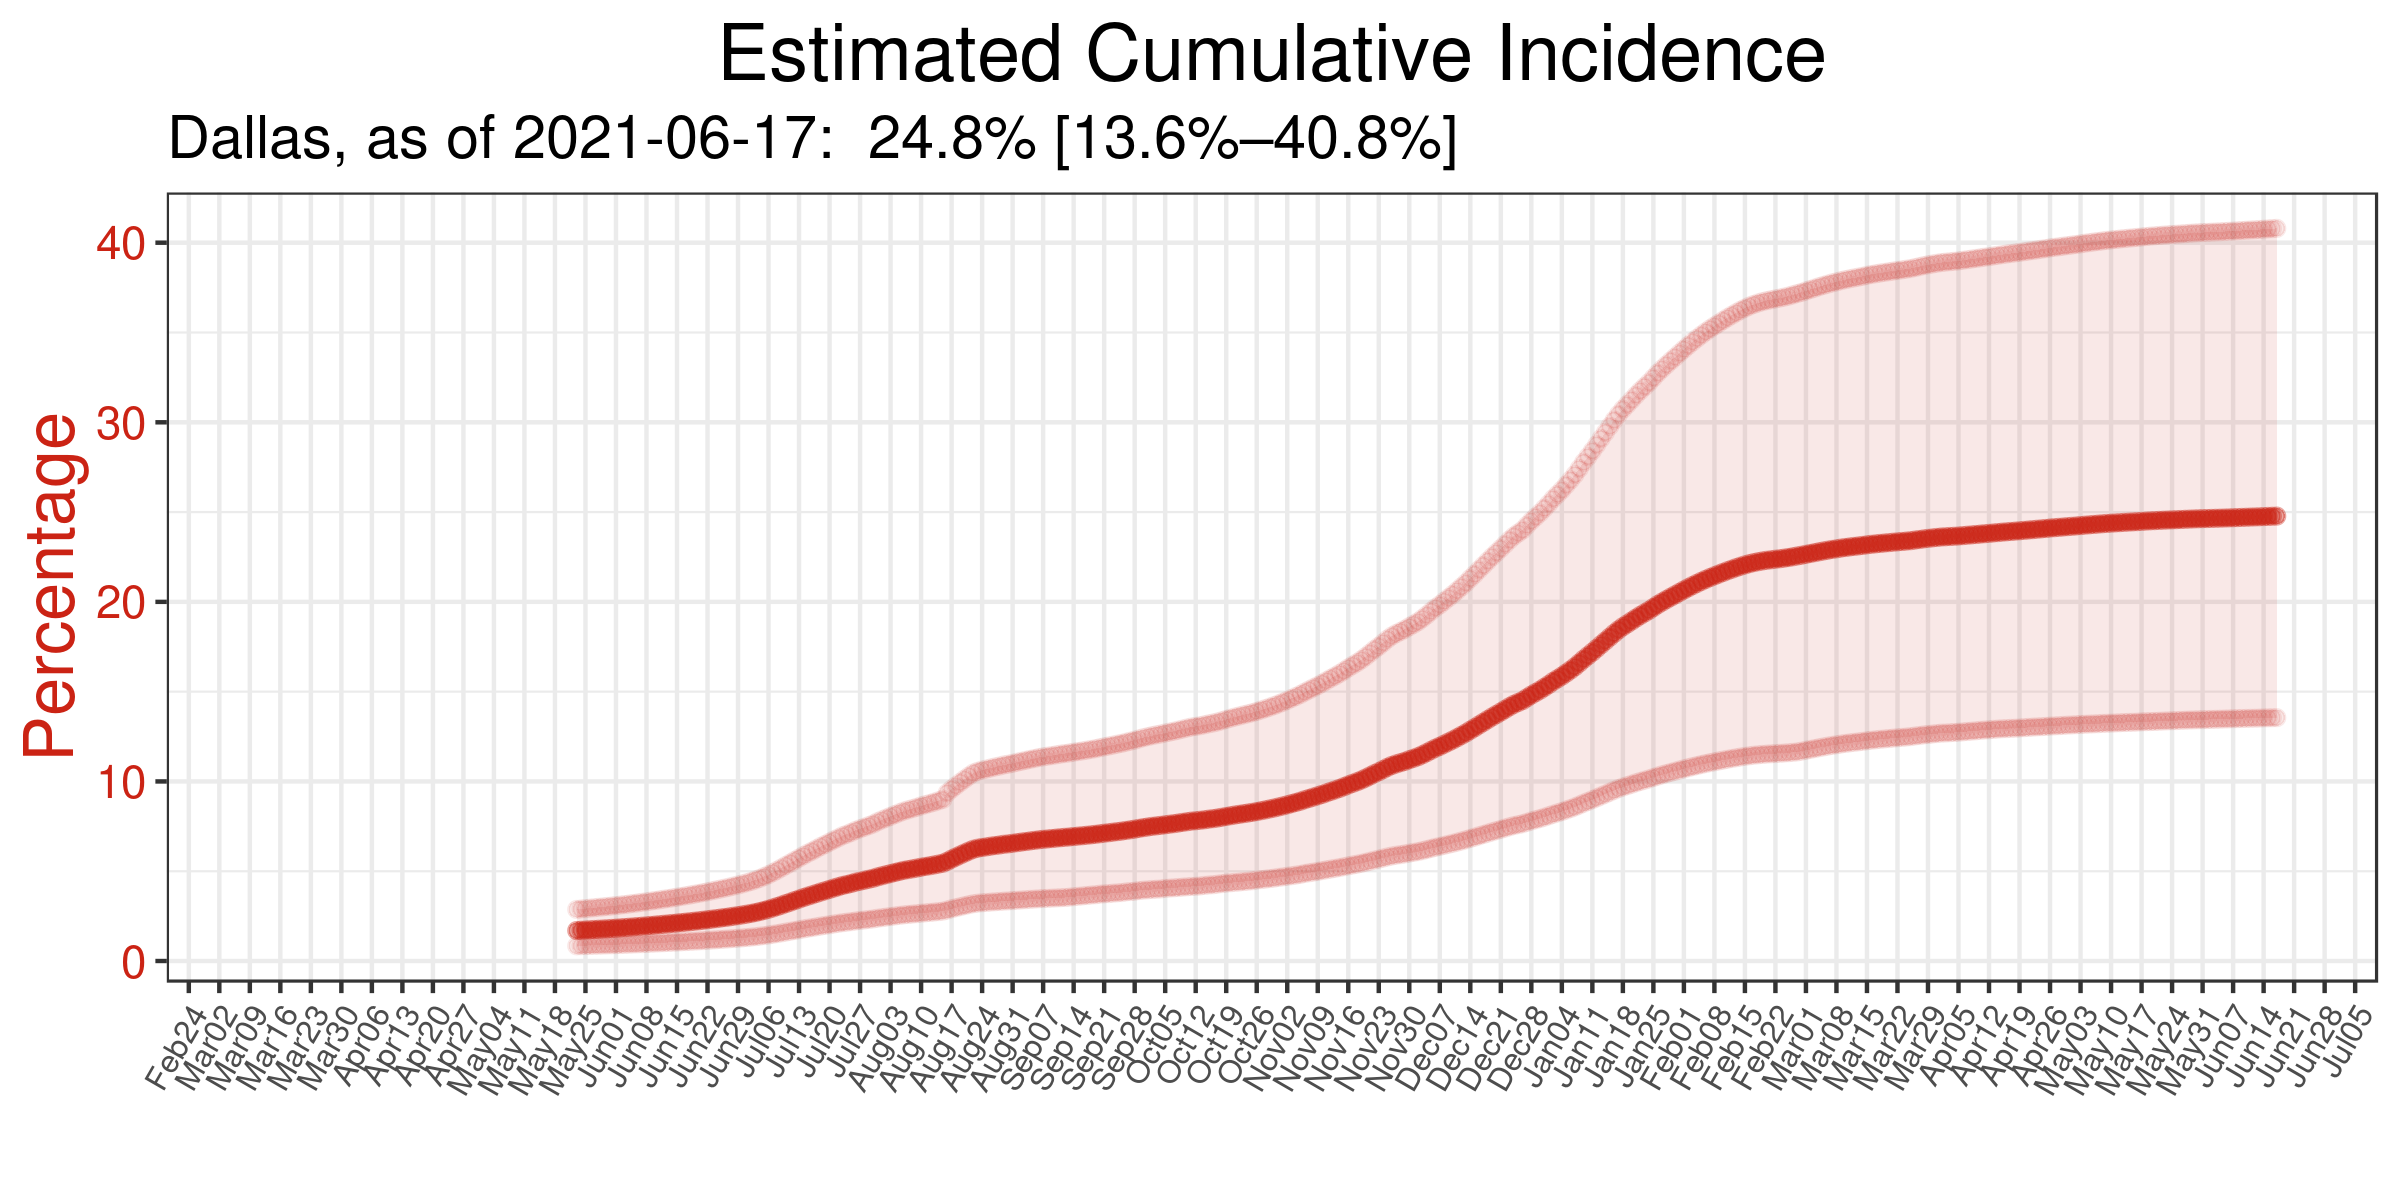 Estimated Cumulative Incidence
Dallas, as of 2021-06-17:  24.8% [13.6%–40.8%]
Percentage
40
30
20
10
0
Feb24
Mar02
Mar09
Mar16
Mar23
Mar30
Apr06
Apr13
Apr20
Apr27
May04
May11
May18
May25
Jun01
Jun08
Jun15
Jun22
Jun29
Jul06
Jul13
Jul20
Jul27
Aug03
Aug10
Aug17
Aug24
Aug31
Sep07
Sep14
Sep21
Sep28
Oct05
Oct12
Oct19
Oct26
Nov02
Nov09
Nov16
Nov23
Nov30
Dec07
Dec14
Dec21
Dec28
Jan04
Jan11
Jan18
Jan25
Feb01
Feb08
Feb15
Feb22
Mar01
Mar08
Mar15
Mar22
Mar29
Apr05
Apr12
Apr19
Apr26
May03
May10
May17
May24
May31
Jun07
Jun14
Jun21
Jun28
Jul05